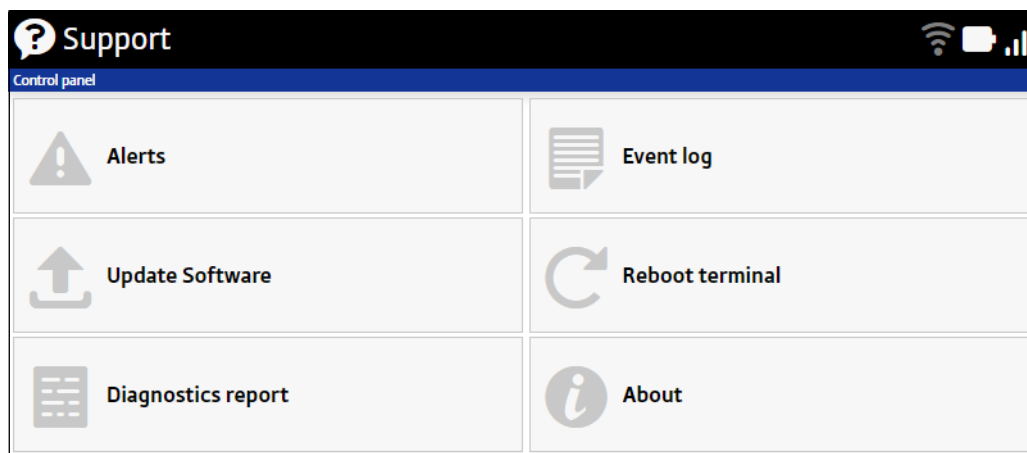 Support
Control panel
Alerts
Event log
Update Software
Reboot terminal
Diagnostics report
About